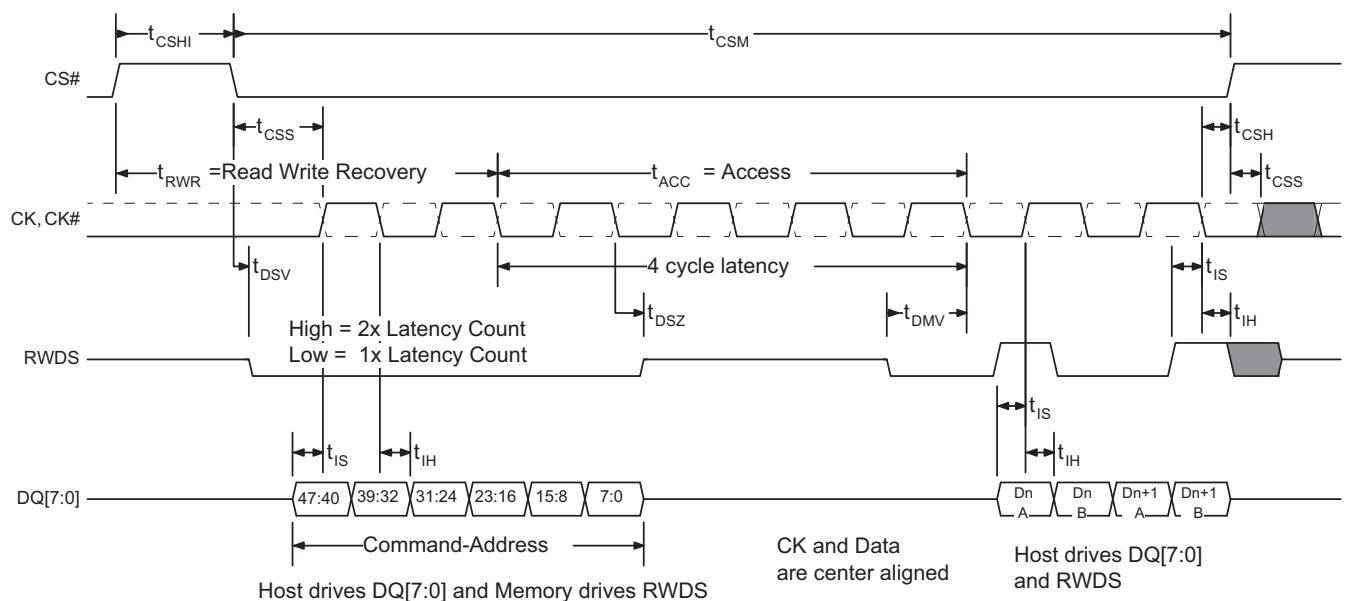 tCSHI
tCSM
CS#
tCSS
tCSH
tRWR =Read Write Recovery
tACC = Access
tCSS
CK, CK#
tDSV
4 cycle latency
tIS
tDSZ
tDMV
tIH
High = 2x Latency Count
Low = 1x Latency Count
RWDS
tIS
tIS
tIH
tIH
DQ[7:0]
47:40 39:32 31:24 23:16 15:8 7:0
Dn A Dn B Dn+1 A Dn+1 B
Command-Address
CK and Data
are center aligned
Host drives DQ[7:0]
and RWDS
Host drives DQ[7:0] and Memory drives RWDS